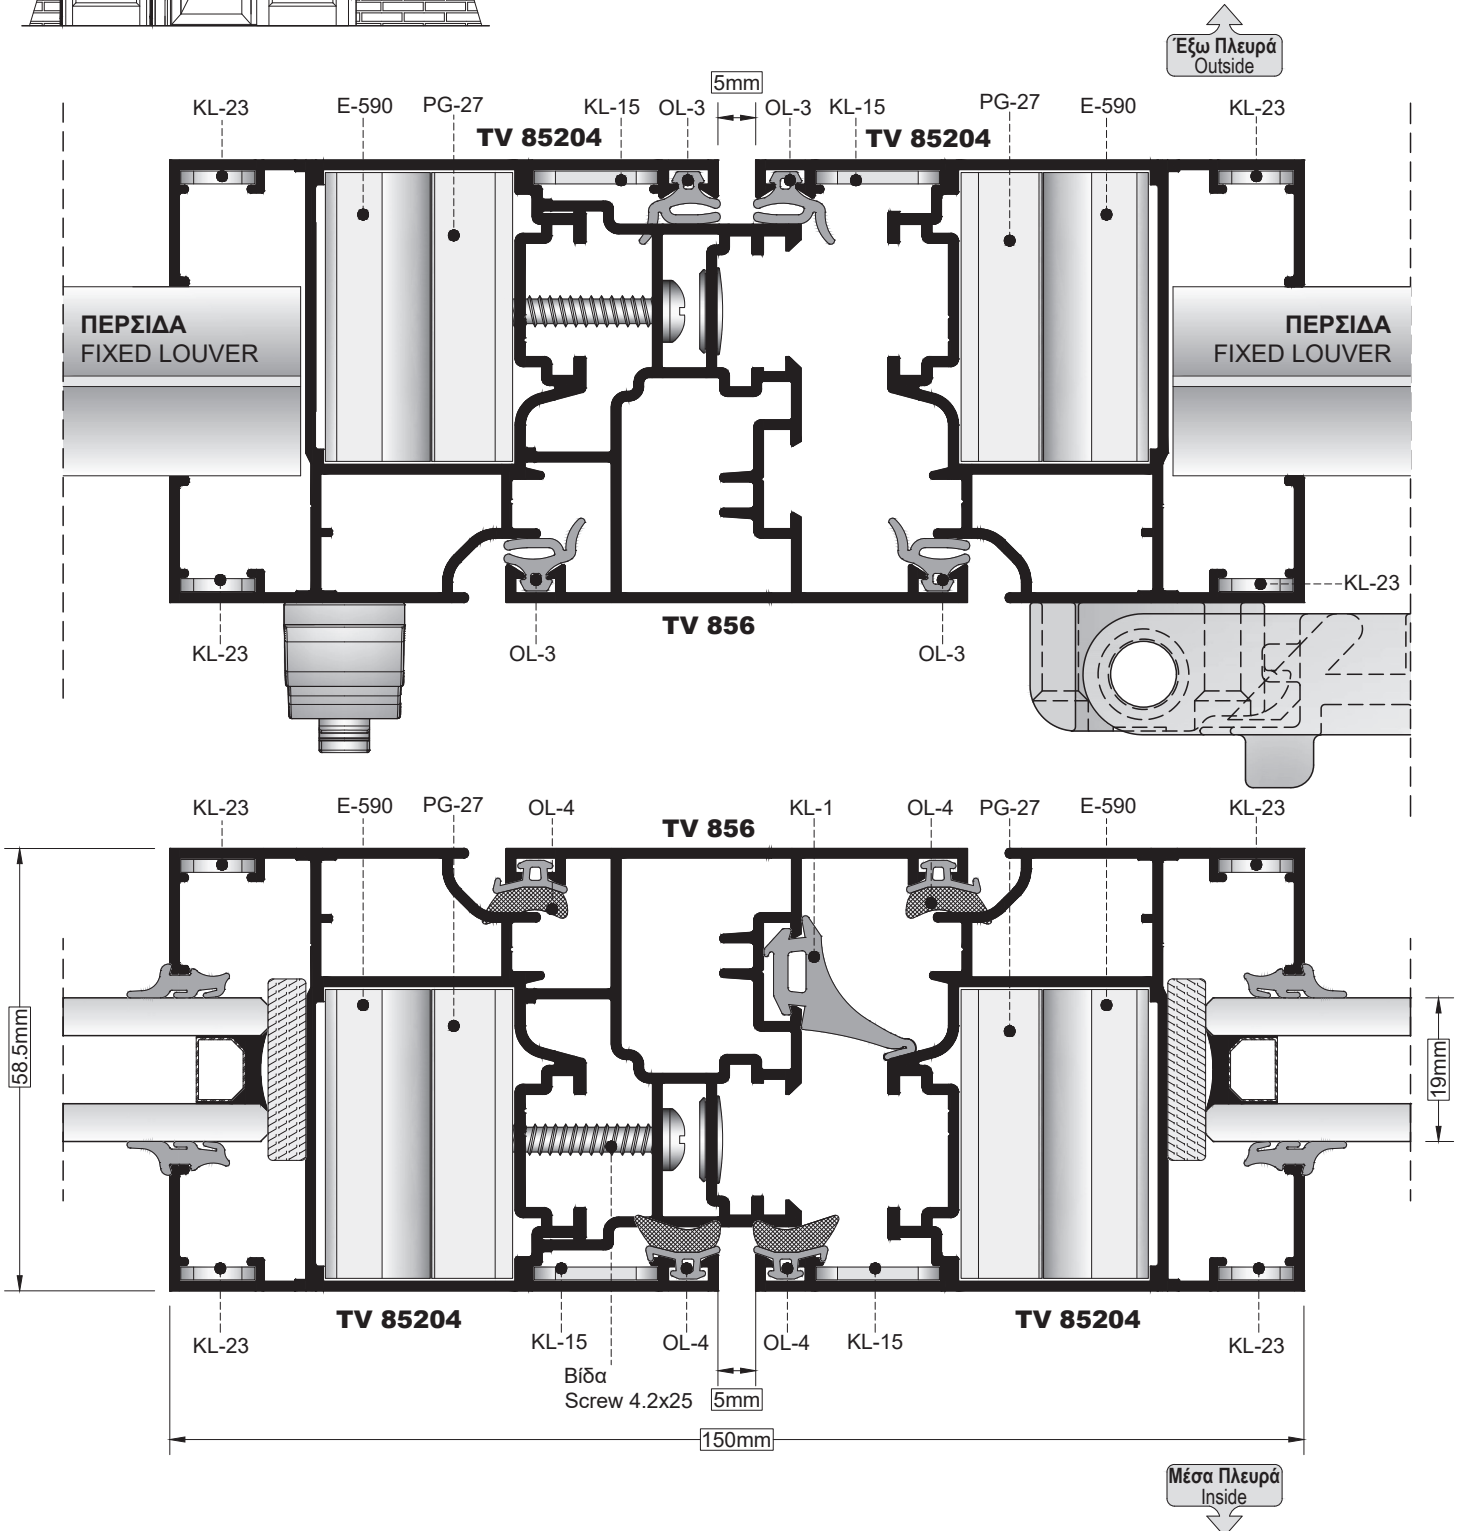 Έξω Πλευρά
Outside
5mm
KL-23 E-590 PG-27 KL-15 OL-3 OL-3 KL-15 PG-27 E-590 KL-23
TV 85204 TV 85204
ΠΕΡΣΙΔΑ
FIXED LOUVER
ΠΕΡΣΙΔΑ
FIXED LOUVER
KL-23
TV 856
KL-23 OL-3 OL-3
KL-23 E-590 PG-27 OL-4 KL-1 OL-4 PG-27 E-590 KL-23
TV 856
58.5mm
19mm
TV 85204 TV 85204
KL-23 KL-15 OL-4 OL-4 KL-15 KL-23
Βίδα
Screw 4.2x25
5mm
150mm
Μέσα Πλευρά
Inside